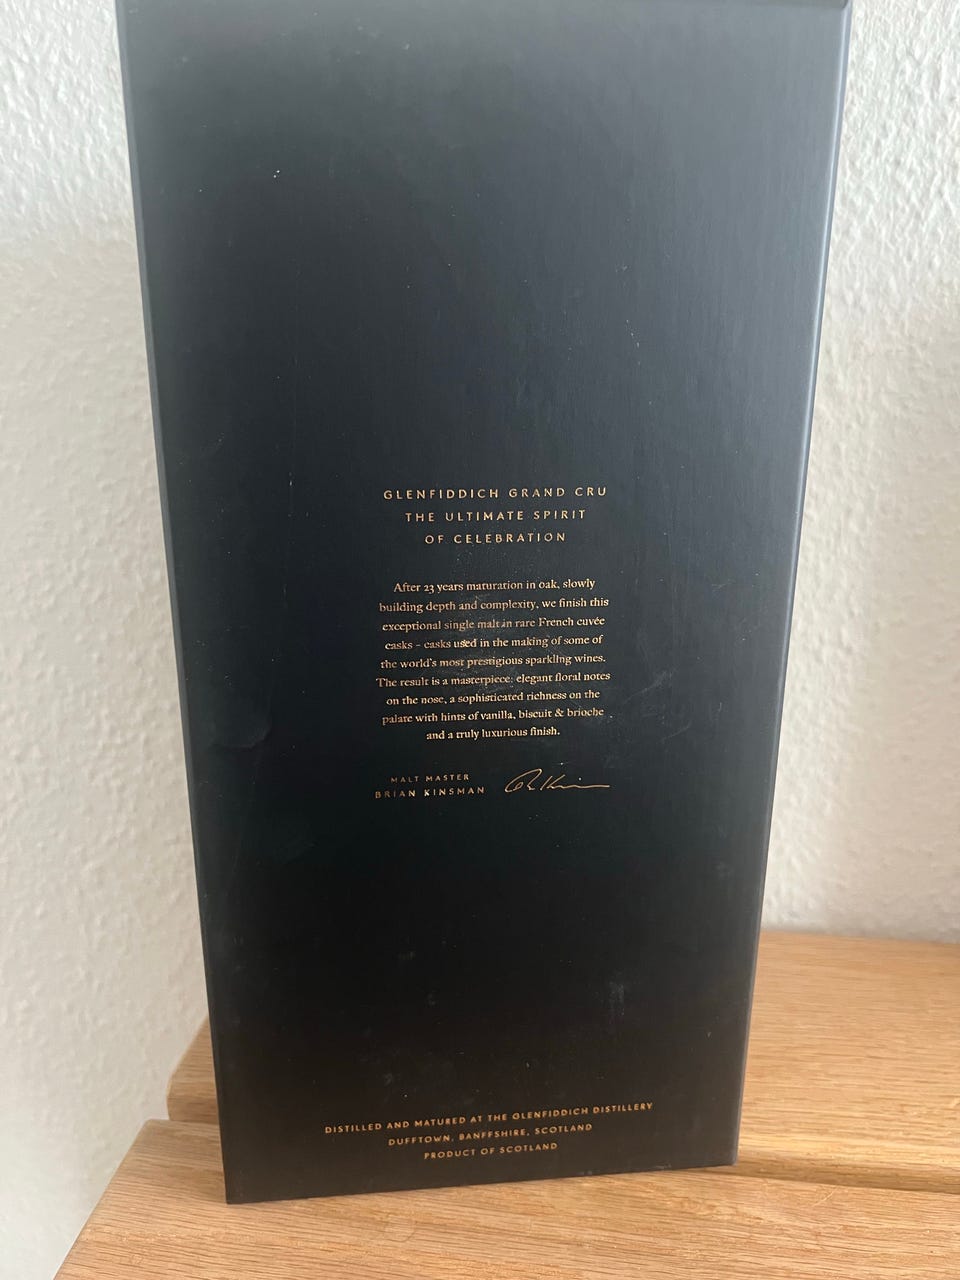 GLENFIDDICH GRAND CRU
THE ULTIMATE SPIRIT
OF CELEBRATION
After 23 years maturation in oak, slowly
building depth and complexity, we finish this
exceptional single malt in rare French cuvée
casks – casks used in the making of some of
the world's most prestigious sparkling wines.
The result is a masterpiece: elegant floral notes
on the nose, a sophisticated richness on the
palate with hints of vanilla, biscuit & brioche
and a truly luxurious finish.
MALT MASTER
BRIAN KINSMAN
DISTILLED AND MATURED AT THE GLENFIDDICH DISTILLERY
DUFFTOWN, BANFFSHIRE, SCOTLAND
PRODUCT OF SCOTLAND